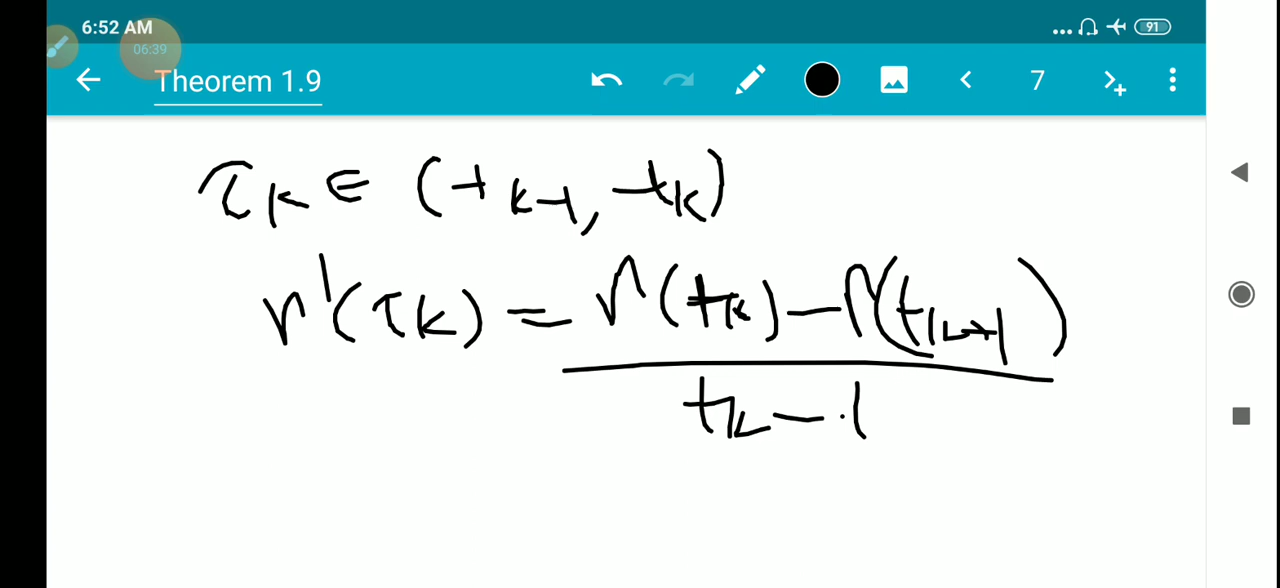 6:52 AM
91
06:39
Theorem 1.9
7
τk ∈ (tk-1, tk)
r'(τk) = r(tk) - r(tk-1)
tk - 1